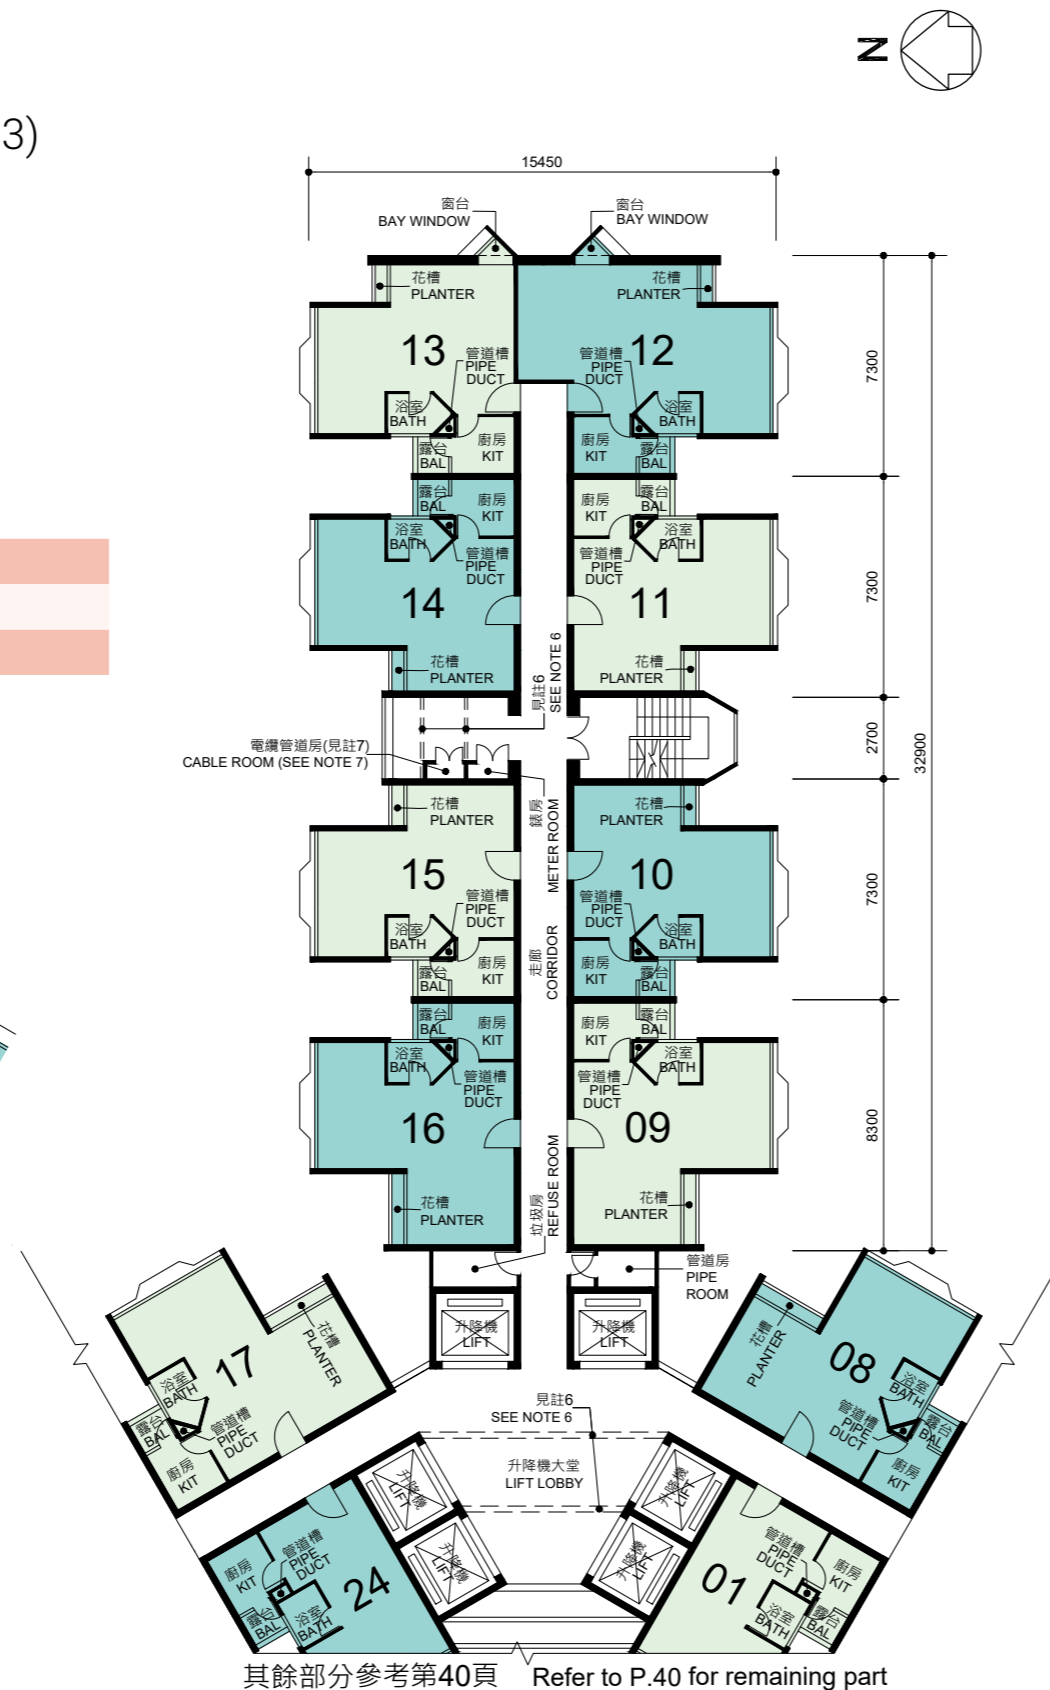 N
3)
15450
窗台
BAY WINDOW
窗台
BAY WINDOW
花槽
PLANTER
花槽
PLANTER
13
12
管道槽
PIPE
DUCT
管道槽
PIPE
DUCT
7300
浴室
BATH
浴室
BATH
露台
BAL
廚房
KIT
廚房
KIT
露台
BAL
露台
BAL
廚房
KIT
廚房
KIT
露台
BAL
浴室
BATH
浴室
BATH
管道槽
PIPE
DUCT
管道槽
PIPE
DUCT
14
11
7300
花槽
PLANTER
花槽
PLANTER
見註6
SEE NOTE 6
電纜管道房(見註7)
CABLE ROOM (SEE NOTE 7)
2700
32900
花槽
PLANTER
花槽
PLANTER
錶房
METER ROOM
15
10
管道槽
PIPE
DUCT
管道槽
PIPE
DUCT
7300
浴室
BATH
浴室
BATH
露台
BAL
廚房
KIT
走廊
CORRIDOR
廚房
KIT
露台
BAL
露台
BAL
廚房
KIT
廚房
KIT
露台
BAL
浴室
BATH
浴室
BATH
管道槽
PIPE
DUCT
管道槽
PIPE
DUCT
16
09
8300
花槽
PLANTER
花槽
PLANTER
垃圾房
REFUSE ROOM
管道房
PIPE
ROOM
升降機
LIFT
升降機
LIFT
花槽
PLANTER
花槽
PLANTER
17
08
浴室
BATH
浴室
BATH
露台
BAL
管道槽
PIPE
DUCT
管道槽
PIPE
DUCT
露台
BAL
廚房
KIT
廚房
KIT
見註6
SEE NOTE 6
升降機大堂
LIFT LOBBY
升降機
LIFT
升降機
LIFT
升降機
LIFT
升降機
LIFT
管道槽
PIPE
DUCT
管道槽
PIPE
DUCT
廚房
KIT
廚房
KIT
24
01
露台
BAL
浴室
BATH
浴室
BATH
露台
BAL
其餘部分參考第40頁 Refer to P.40 for remaining part